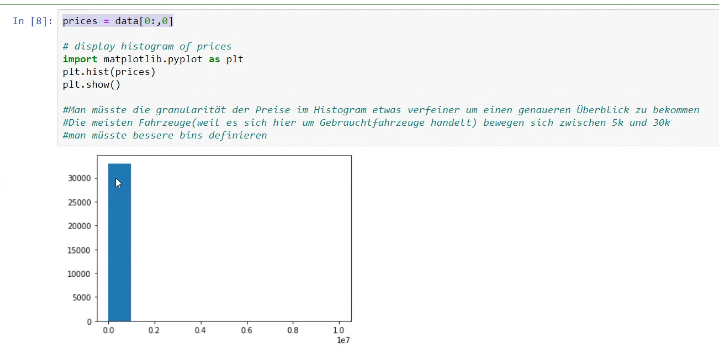 In [8]: prices = data[0:,0]
# display histogram of prices
import matplotlib.pyplot as plt
plt.hist(prices)
plt.show()
#Man müsste die granularität der Preise im Histogram etwas verfeiner um einen genaueren Überblick zu bekommen
#Die meisten Fahrzeuge(weil es sich hier um Gebrauchtfahrzeuge handelt) bewegen sich zwischen 5k und 30k
#man müsste bessere bins definieren
30000
25000
20000
15000
10000
5000
0
0.0 0.2 0.4 0.6 0.8 1.0
1e7